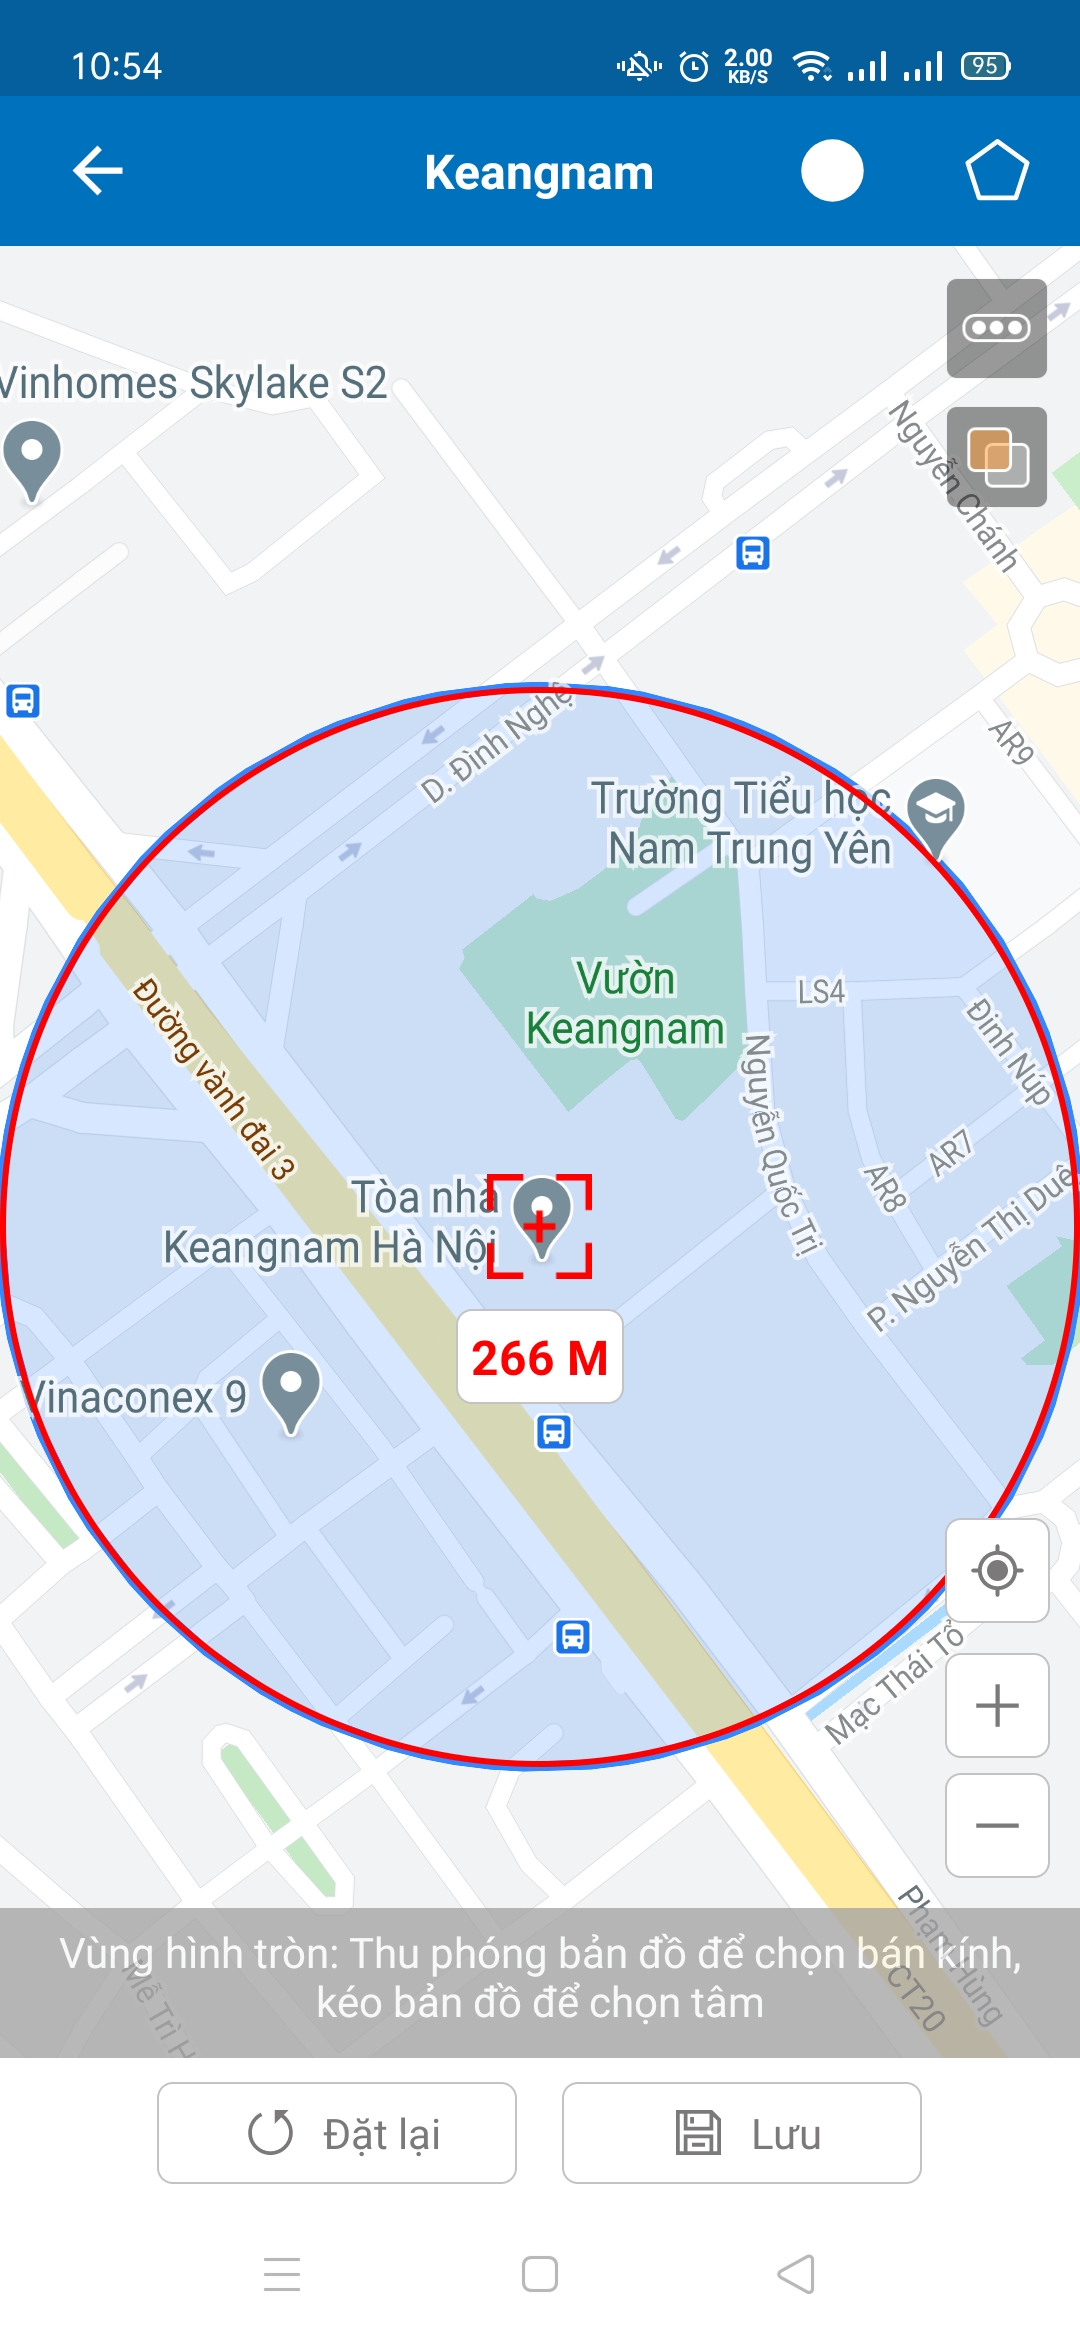 10:54
2.00
KB/S
95
Keangnam
Vinhomes Skylake S2
Nguyễn Chánh
AR9
D. Đình Nghệ
Trường Tiểu học
Nam Trung Yên
Vườn
Keangnam
LS4
Đinh Núp
Đường vành đai 3
Nguyễn Quốc Trị
AR7
AR8
P. Nguyễn Thị Duệ
Tòa nhà
Keangnam Hà Nội
266 M
Vinaconex 9
Mạc Thái Tổ
Phạm Hùng
CT20
Mễ Trì H
Vùng hình tròn: Thu phóng bản đồ để chọn bán kính,
kéo bản đồ để chọn tâm
Đặt lại
Lưu